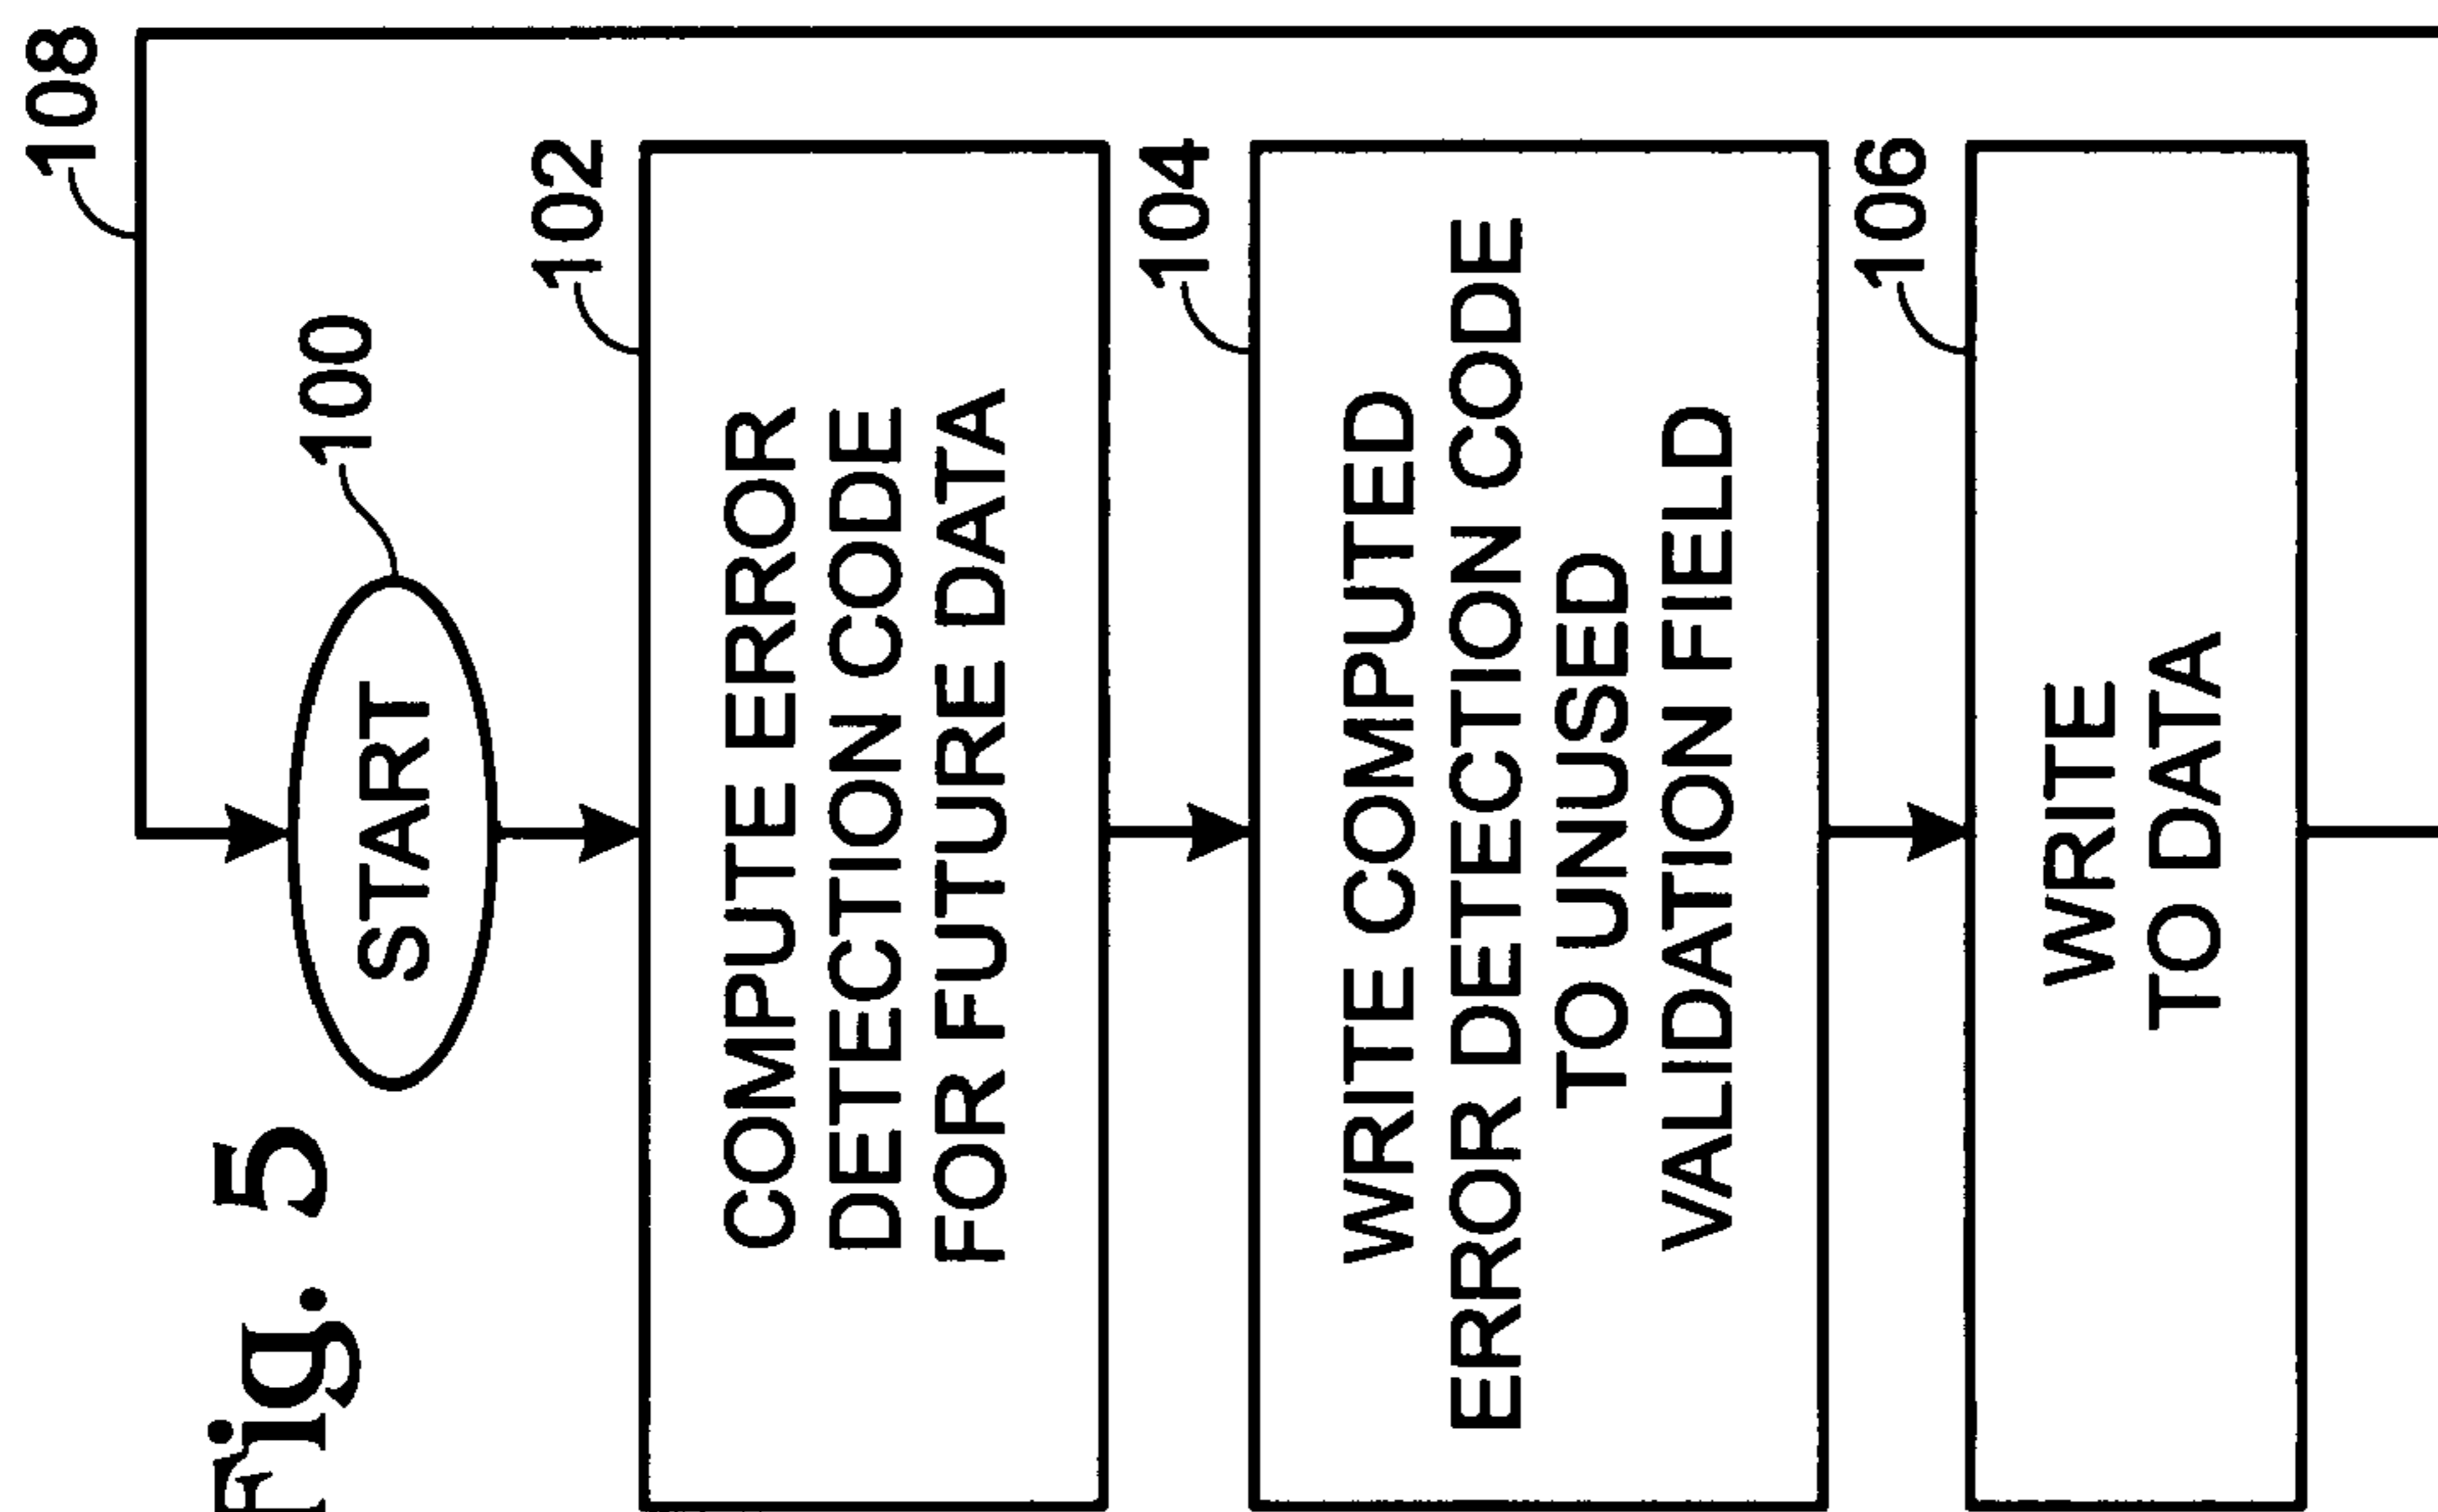 Fig. 5
108
START
100
102
COMPUTE ERROR
DETECTION CODE
FOR FUTURE DATA
104
WRITE COMPUTED
ERROR DETECTION CODE
TO UNUSED
VALIDATION FIELD
106
WRITE
TO DATA